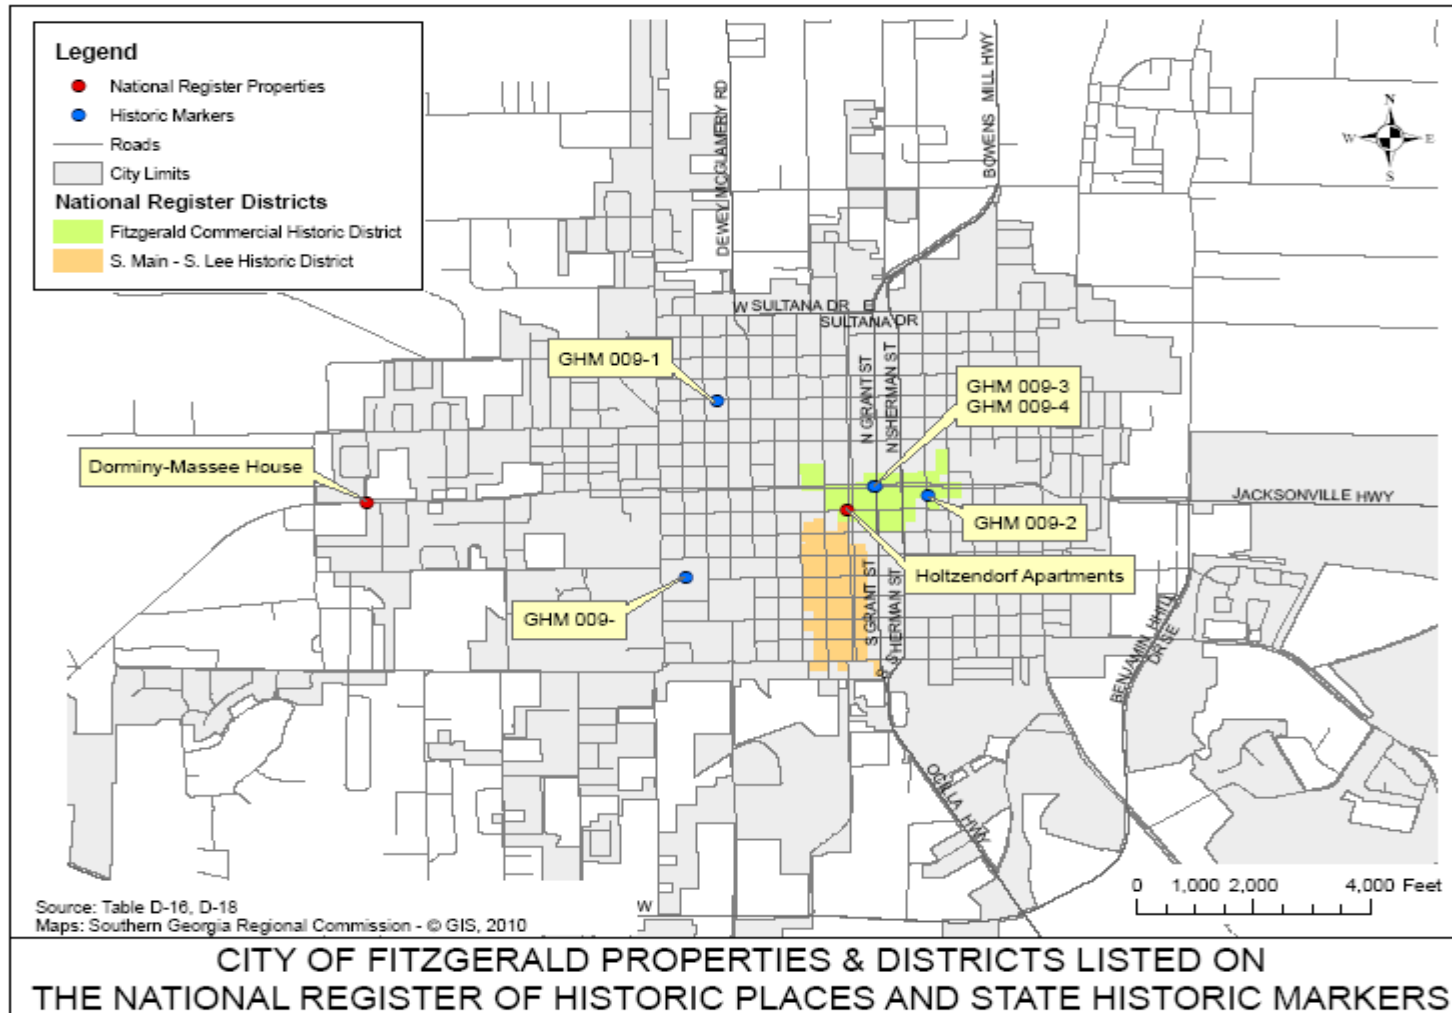 Legend
National Register Properties
Historic Markers
Roads
City Limits
National Register Districts
Fitzgerald Commercial Historic District
S. Main - S. Lee Historic District
DEWEY MCGLAMERY RD
BOWENS MILL HWY
N
W E
S
W SULTANA DR E
SULTANA DR
GHM 009-1
N GRANT ST
N SHERMAN ST
GHM 009-3
GHM 009-4
Dorminy-Massee House
JACKSONVILLE HWY
GHM 009-2
Holtzendorf Apartments
GHM 009-
S GRANT ST
S SHERMAN ST
BENJAMIN H HILL
DR SE
OCILLA HWY
W
0 1,000 2,000 4,000 Feet
Source: Table D-16, D-18
Maps: Southern Georgia Regional Commission - © GIS, 2010
CITY OF FITZGERALD PROPERTIES & DISTRICTS LISTED ON
THE NATIONAL REGISTER OF HISTORIC PLACES AND STATE HISTORIC MARKERS